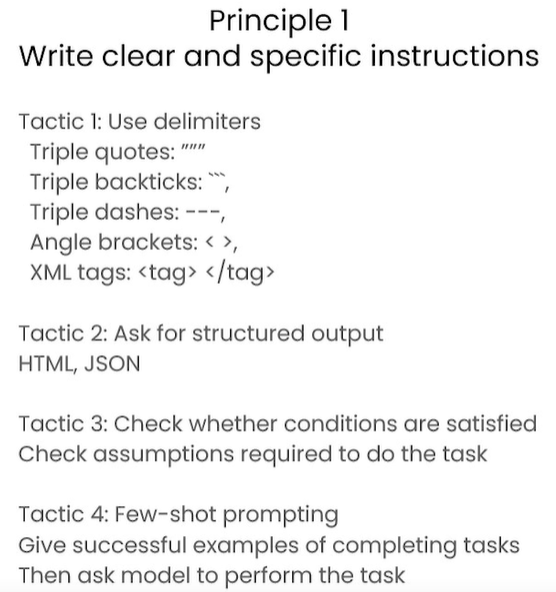 Principle 1
Write clear and specific instructions
Tactic 1: Use delimiters
Triple quotes: """
Triple backticks: ```,
Triple dashes: ---,
Angle brackets: < >,
XML tags: <tag> </tag>
Tactic 2: Ask for structured output
HTML, JSON
Tactic 3: Check whether conditions are satisfied
Check assumptions required to do the task
Tactic 4: Few-shot prompting
Give successful examples of completing tasks
Then ask model to perform the task